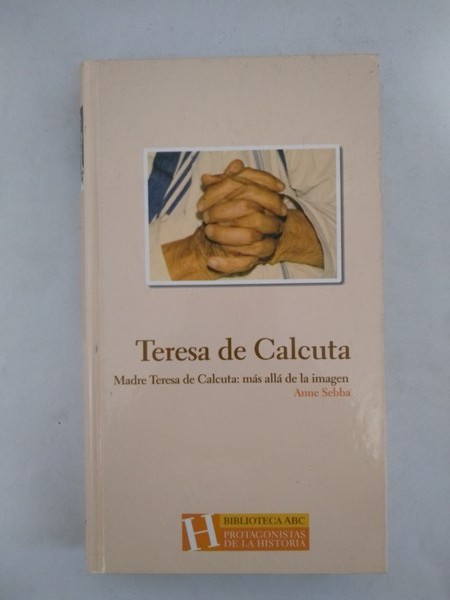 Teresa de Calcuta
Madre Teresa de Calcuta: más allá de la imagen
Anne Sebba
H
BIBLIOTECA ABC
PROTAGONISTAS
DE LA HISTORIA